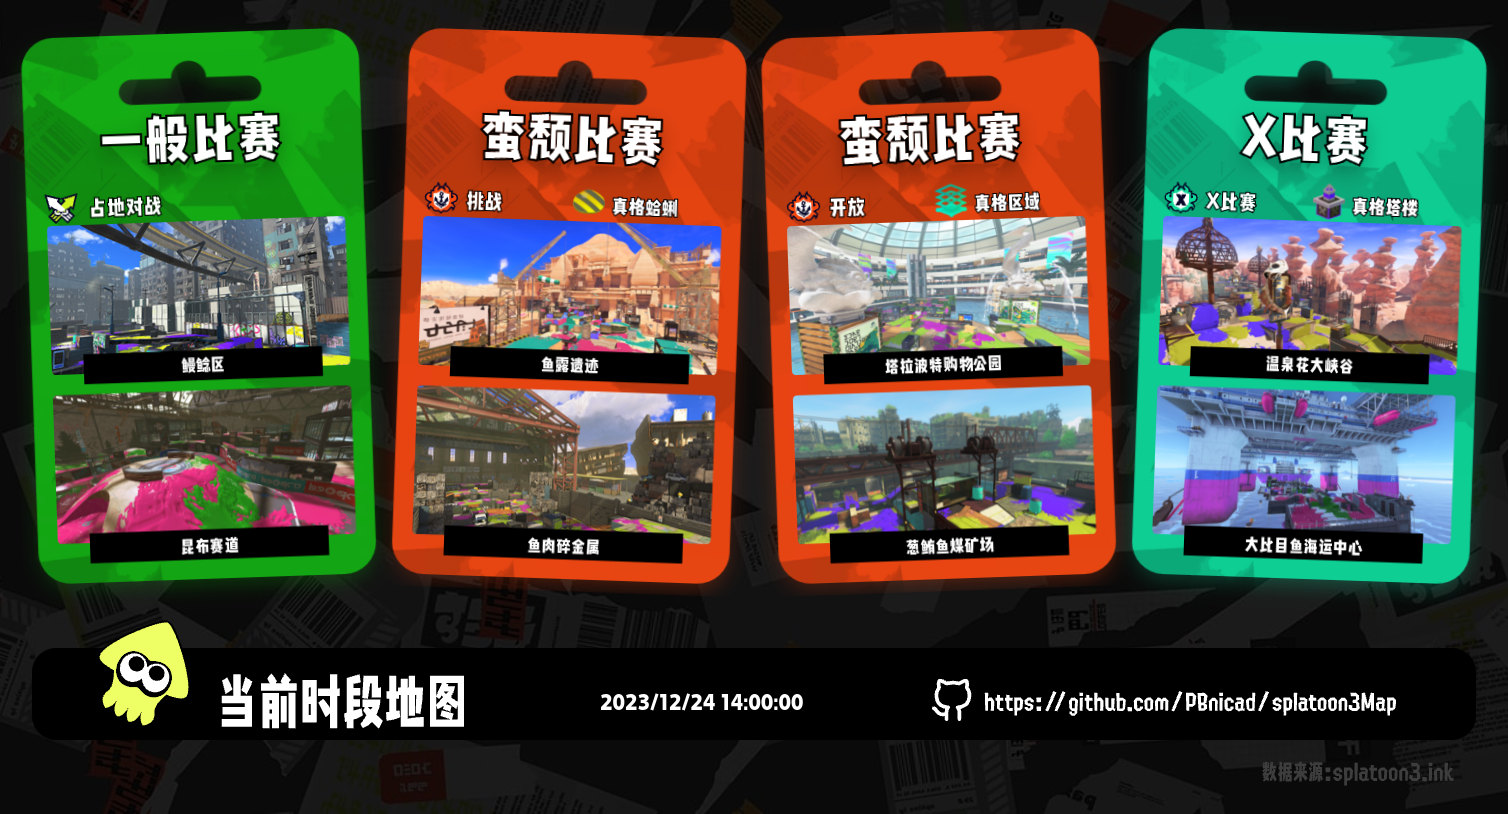 一般比赛
占地对战
鳗鲶区
昆布赛道
蛮颓比赛
挑战
真格蛤蜊
鱼露遗迹
鱼肉碎金属
蛮颓比赛
开放
真格区域
塔拉波特购物公园
葱鲔鱼煤矿场
X比赛
X比赛
真格塔楼
温泉花大峡谷
大比目鱼海运中心
当前时段地图
2023/12/24 14:00:00
https://github.com/PBnicad/splatoon3Map
数据来源:splatoon3.ink